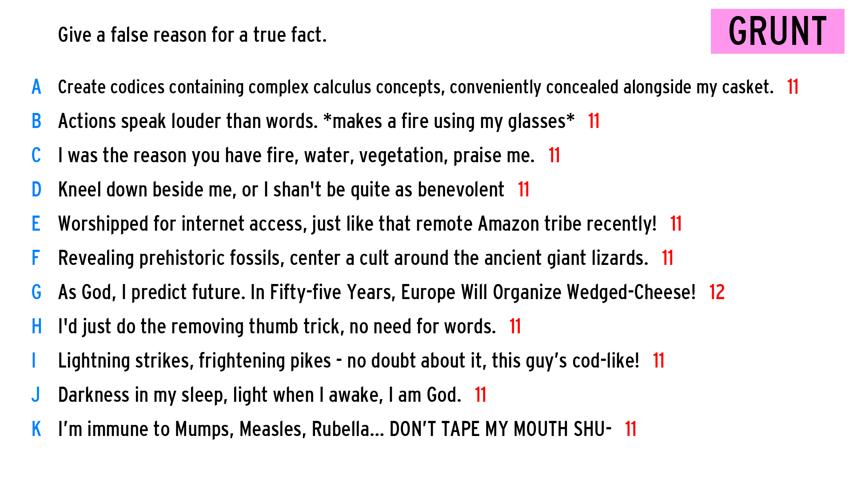 Give a false reason for a true fact.
GRUNT
A Create codices containing complex calculus concepts, conveniently concealed alongside my casket. 11
B Actions speak louder than words. *makes a fire using my glasses* 11
C I was the reason you have fire, water, vegetation, praise me. 11
D Kneel down beside me, or I shan't be quite as benevolent 11
E Worshipped for internet access, just like that remote Amazon tribe recently! 11
F Revealing prehistoric fossils, center a cult around the ancient giant lizards. 11
G As God, I predict future. In Fifty-five Years, Europe Will Organize Wedged-Cheese! 12
H I'd just do the removing thumb trick, no need for words. 11
I Lightning strikes, frightening pikes - no doubt about it, this guy's cod-like! 11
J Darkness in my sleep, light when I awake, I am God. 11
K I'm immune to Mumps, Measles, Rubella... DON'T TAPE MY MOUTH SHU- 11